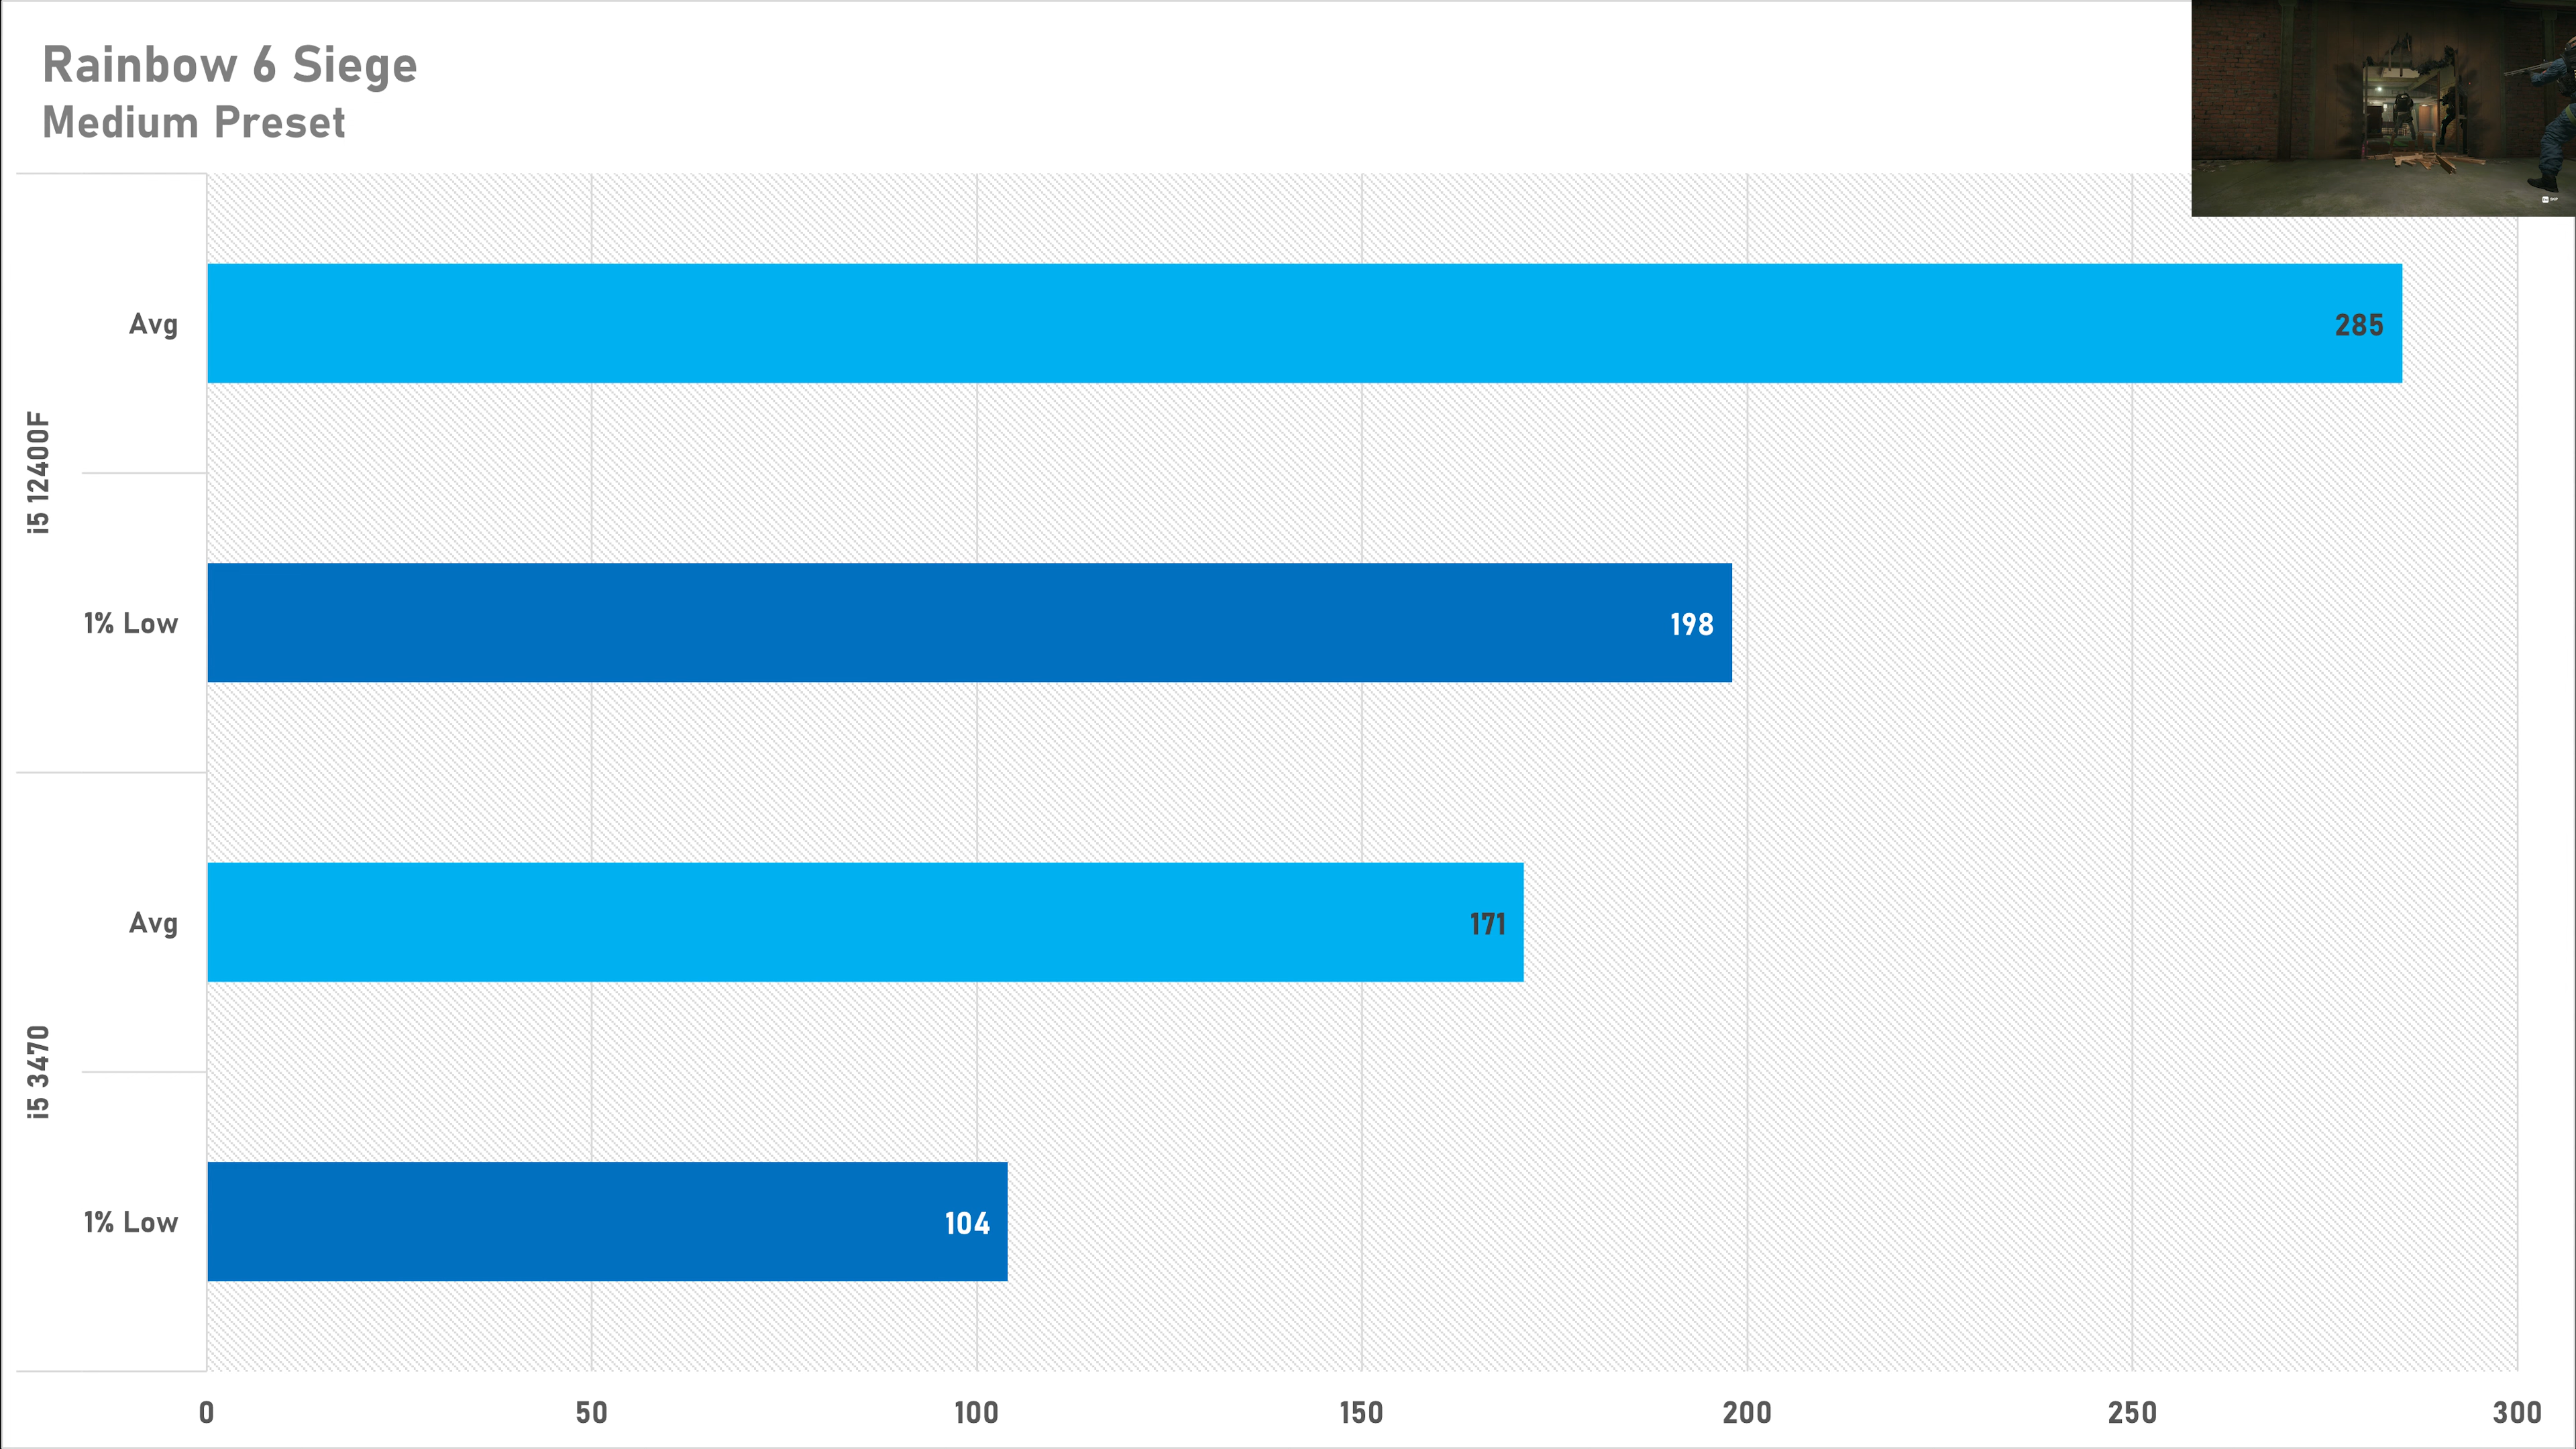 Rainbow 6 Siege
Medium Preset
i5 12400F
Avg
285
1% Low
198
i5 3470
Avg
171
1% Low
104
0 50 100 150 200 250 300